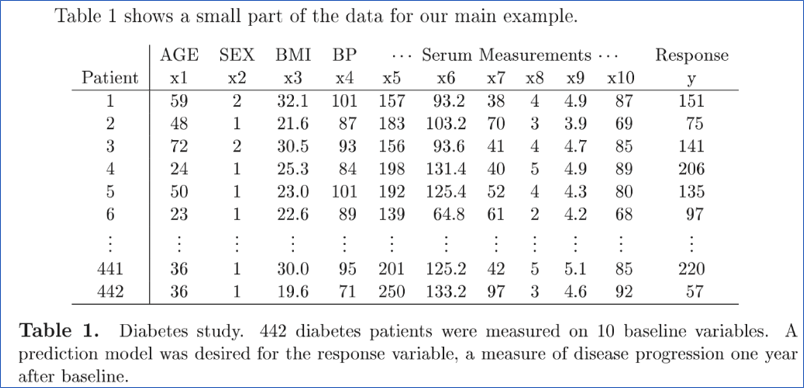 Table 1 shows a small part of the data for our main example.
AGE SEX BMI BP ··· Serum Measurements ··· Response
Patient x1 x2 x3 x4 x5 x6 x7 x8 x9 x10 y
1 59 2 32.1 101 157 93.2 38 4 4.9 87 151
2 48 1 21.6 87 183 103.2 70 3 3.9 69 75
3 72 2 30.5 93 156 93.6 41 4 4.7 85 141
4 24 1 25.3 84 198 131.4 40 5 4.9 89 206
5 50 1 23.0 101 192 125.4 52 4 4.3 80 135
6 23 1 22.6 89 139 64.8 61 2 4.2 68 97
⋮ ⋮ ⋮ ⋮ ⋮ ⋮ ⋮ ⋮ ⋮ ⋮ ⋮ ⋮
441 36 1 30.0 95 201 125.2 42 5 5.1 85 220
442 36 1 19.6 71 250 133.2 97 3 4.6 92 57
Table 1. Diabetes study. 442 diabetes patients were measured on 10 baseline variables. A
prediction model was desired for the response variable, a measure of disease progression one year
after baseline.